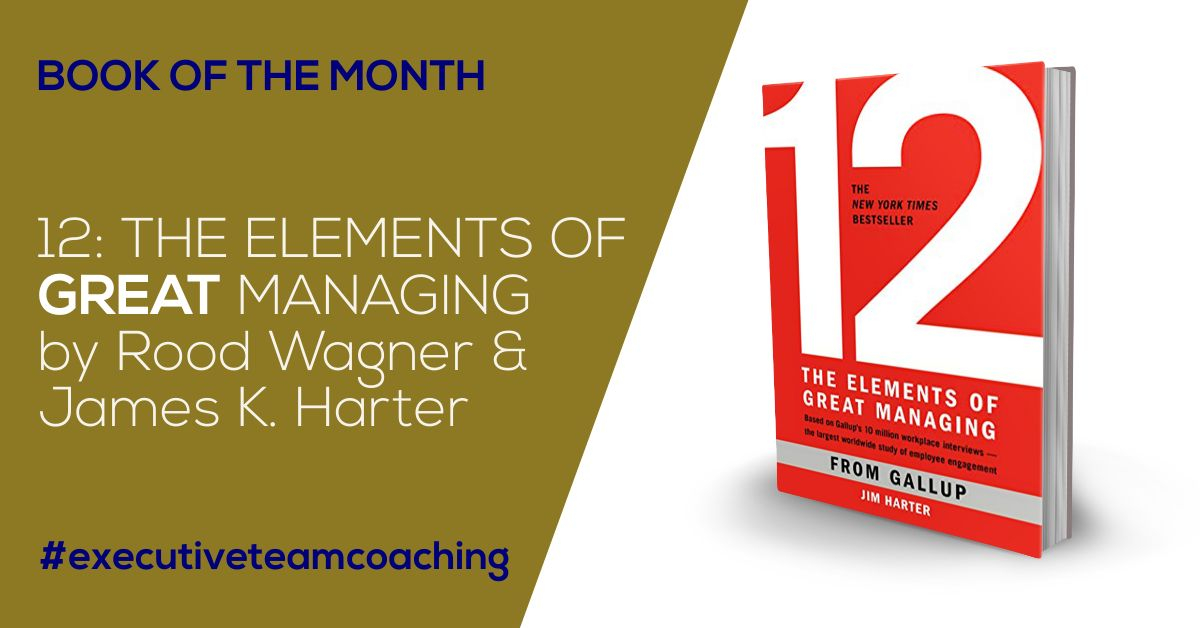 BOOK OF THE MONTH
12: THE ELEMENTS OF
GREAT MANAGING
by Rood Wagner &
James K. Harter
#executiveteamcoaching
12
THE
NEW YORK TIMES
BESTSELLER
THE ELEMENTS OF
GREAT MANAGING
Based on Gallup's 10 million workplace interviews —
the largest worldwide study of employee engagement
FROM GALLUP
JIM HARTER